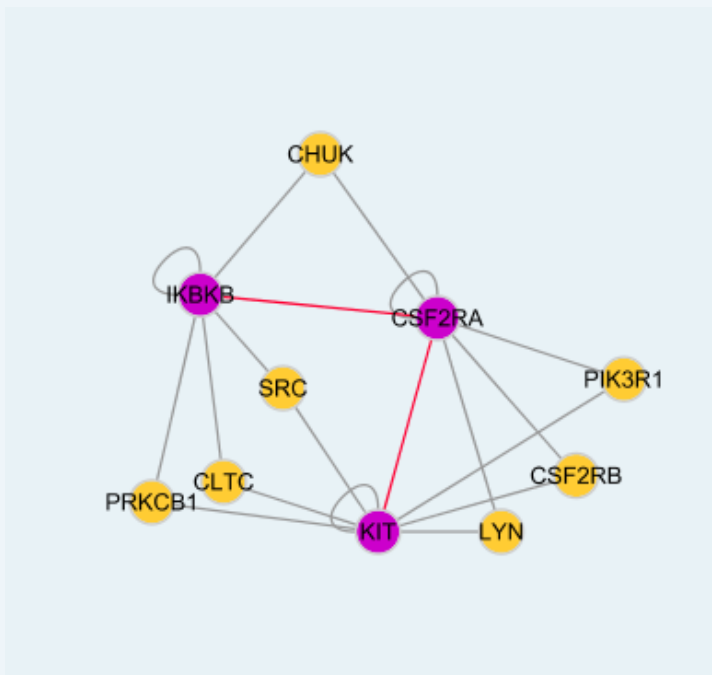 CHUK
IKBKB
CSF2RA
SRC
PIK3R1
CLTC
CSF2RB
PRKCB1
KIT
LYN